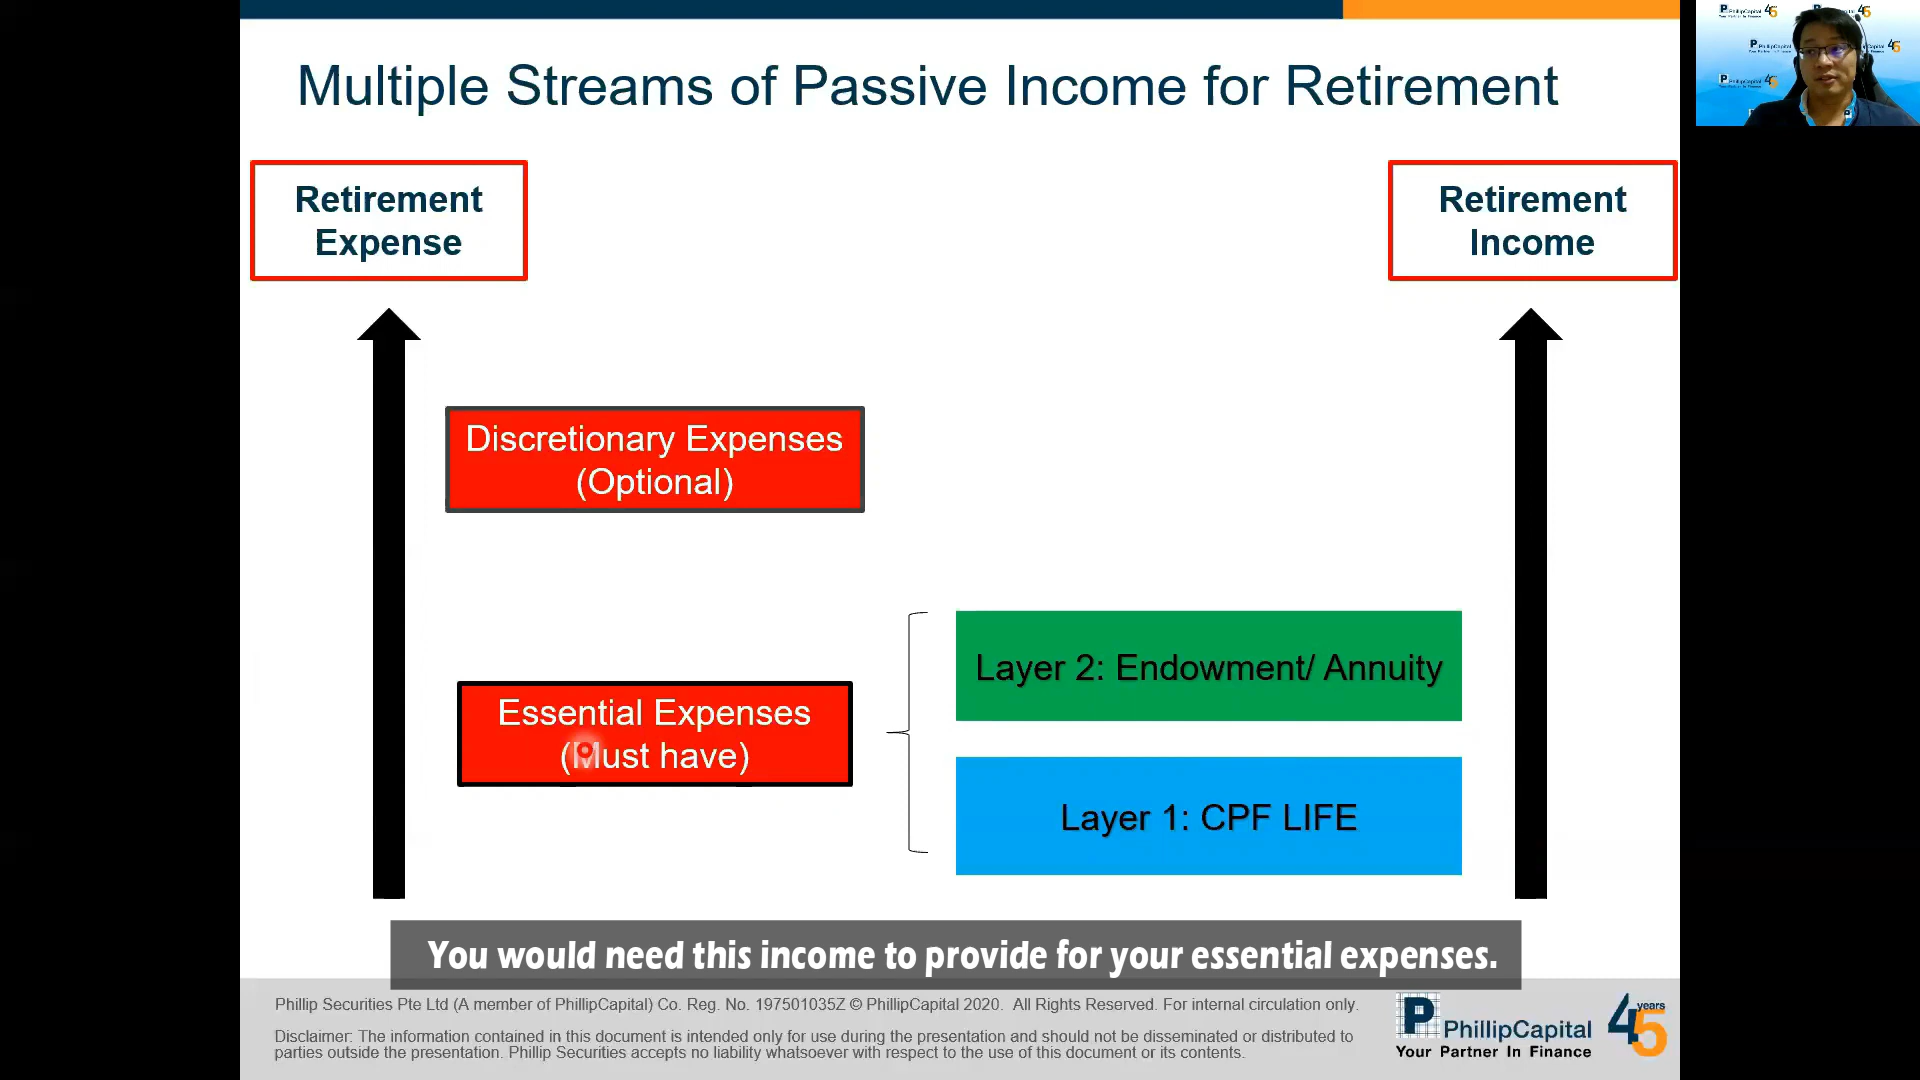 Multiple Streams of Passive Income for Retirement
Retirement
Expense
Retirement
Income
Discretionary Expenses
(Optional)
Layer 2: Endowment/ Annuity
Essential Expenses
(Must have)
Layer 1: CPF LIFE
You would need this income to provide for your essential expenses.
Phillip Securities Pte Ltd (A member of PhillipCapital) Co. Reg. No. 197501035Z © PhillipCapital 2020.  All Rights Reserved. For internal circulation only.
Disclaimer: The information contained in this document is intended only for use during the presentation and should not be disseminated or distributed to
parties outside the presentation. Phillip Securities accepts no liability whatsoever with respect to the use of this document or its contents.
PhillipCapital
Your Partner In Finance
45 years
PhillipCapital 45
PhillipCapital
PhillipCapital 45